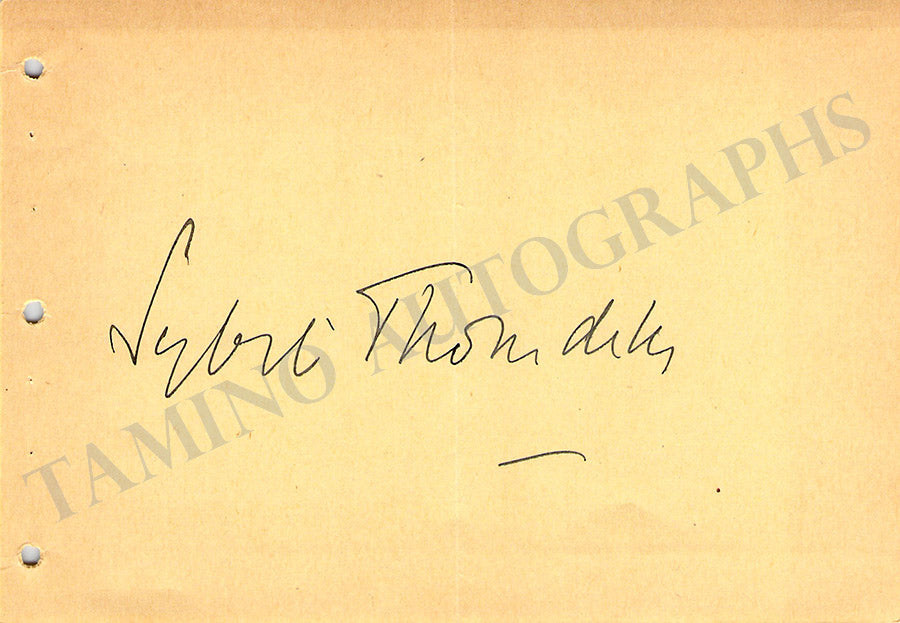 Sybil Thorndike
TAMINO AUTOGRAPHS